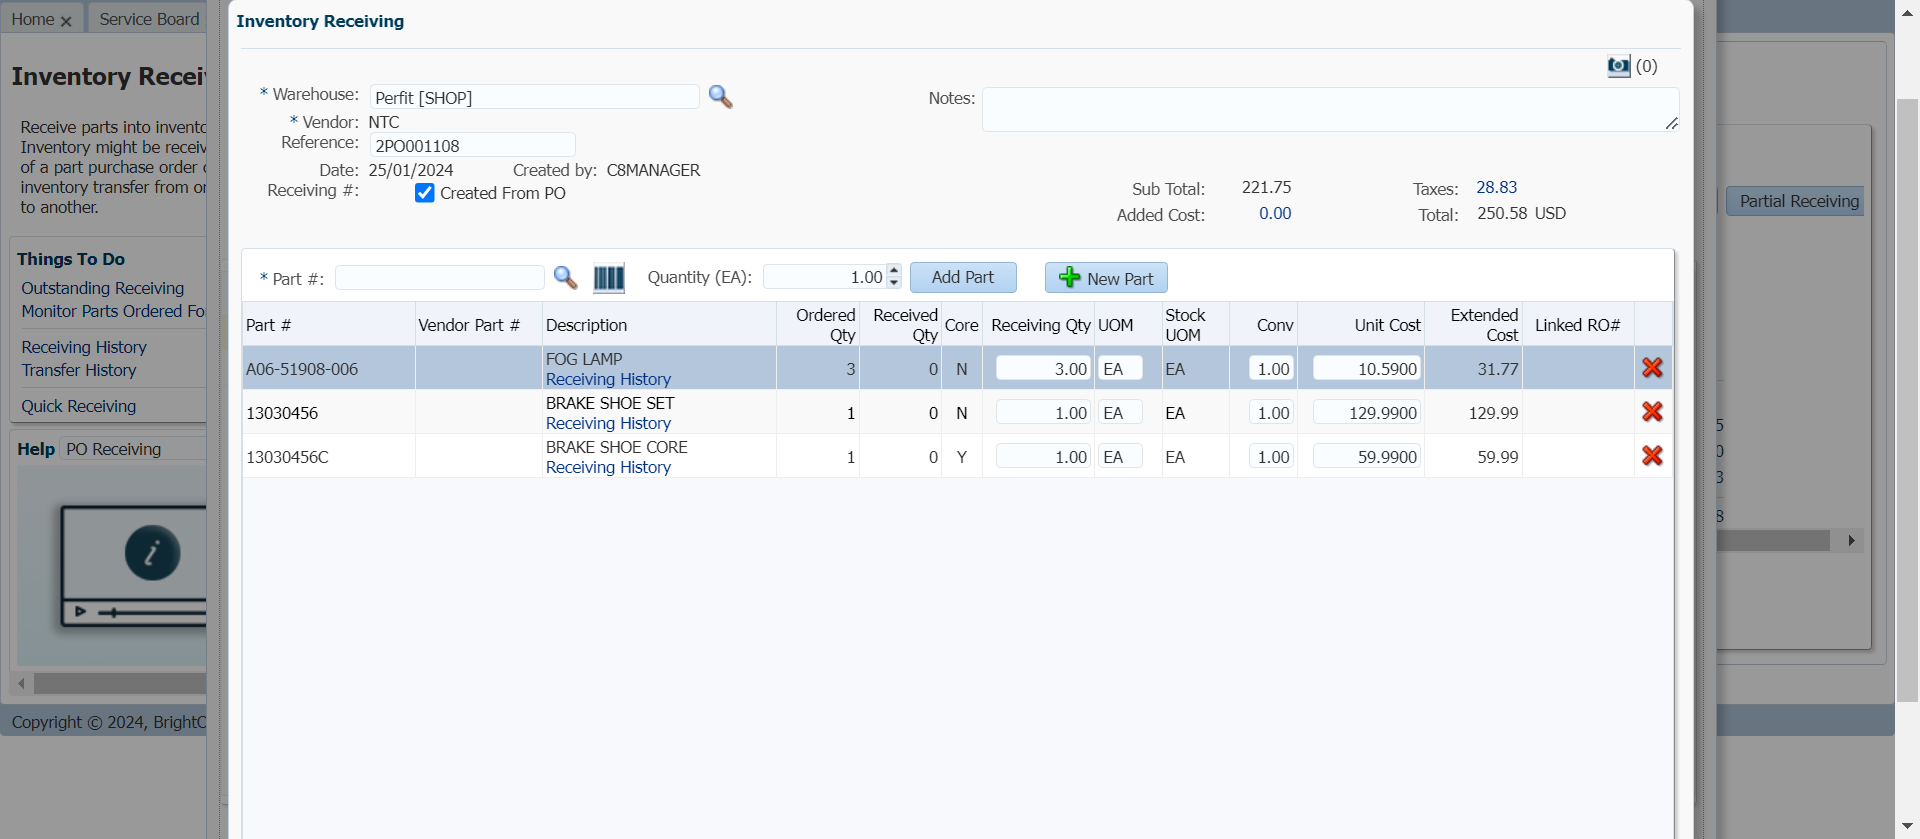 Home
Service Board
Inventory Receiving
Inventory Recei
(0)
* Warehouse: Perfit [SHOP]
Notes:
* Vendor: NTC
Reference: 2PO001108
Date: 25/01/2024 Created by: C8MANAGER
Receiving #: Created From PO
Sub Total: 221.75 Taxes: 28.83
Added Cost: 0.00 Total: 250.58 USD
Receive parts into invento
Inventory might be receiv
of a part purchase order
inventory transfer from or
to another.
Partial Receiving
Things To Do
Outstanding Receiving
Monitor Parts Ordered Fo
Receiving History
Transfer History
Quick Receiving
Help PO Receiving
* Part #: Quantity (EA): 1.00 Add Part New Part
Part # Vendor Part # Description Ordered Qty Received Qty Core Receiving Qty UOM Stock UOM Conv Unit Cost Extended Cost Linked RO#
A06-51908-006 FOG LAMP 3 0 N 3.00 EA EA 1.00 10.5900 31.77
Receiving History
13030456 BRAKE SHOE SET 1 0 N 1.00 EA EA 1.00 129.9900 129.99
Receiving History
13030456C BRAKE SHOE CORE 1 0 Y 1.00 EA EA 1.00 59.9900 59.99
Receiving History
5
0
3
8
i
Copyright © 2024, BrightO